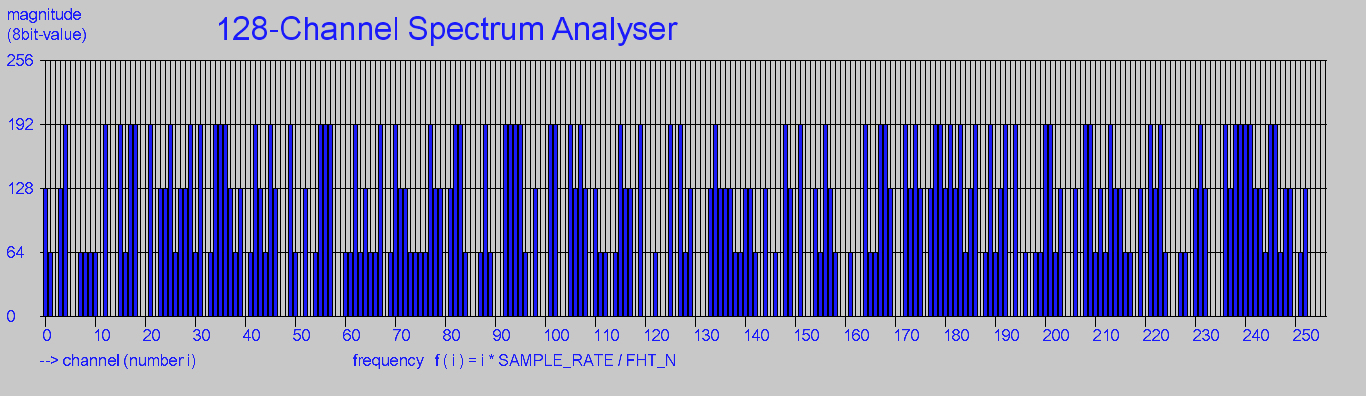 magnitude
(8bit-value)
128-Channel Spectrum Analyser
256
192
128
64
0
0 10 20 30 40 50 60 70 80 90 100 110 120 130 140 150 160 170 180 190 200 210 220 230 240 250
--> channel (number i) frequency f ( i ) = i * SAMPLE_RATE / FHT_N